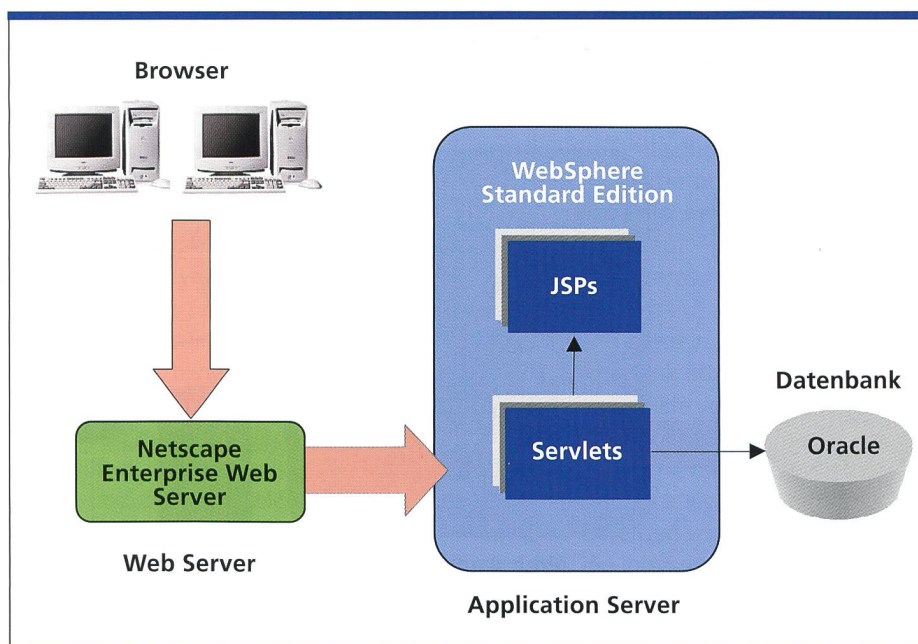 Browser
WebSphere
Standard Edition
JSPs
Datenbank
Servlets
Oracle
Netscape
Enterprise Web
Server
Web Server
Application Server